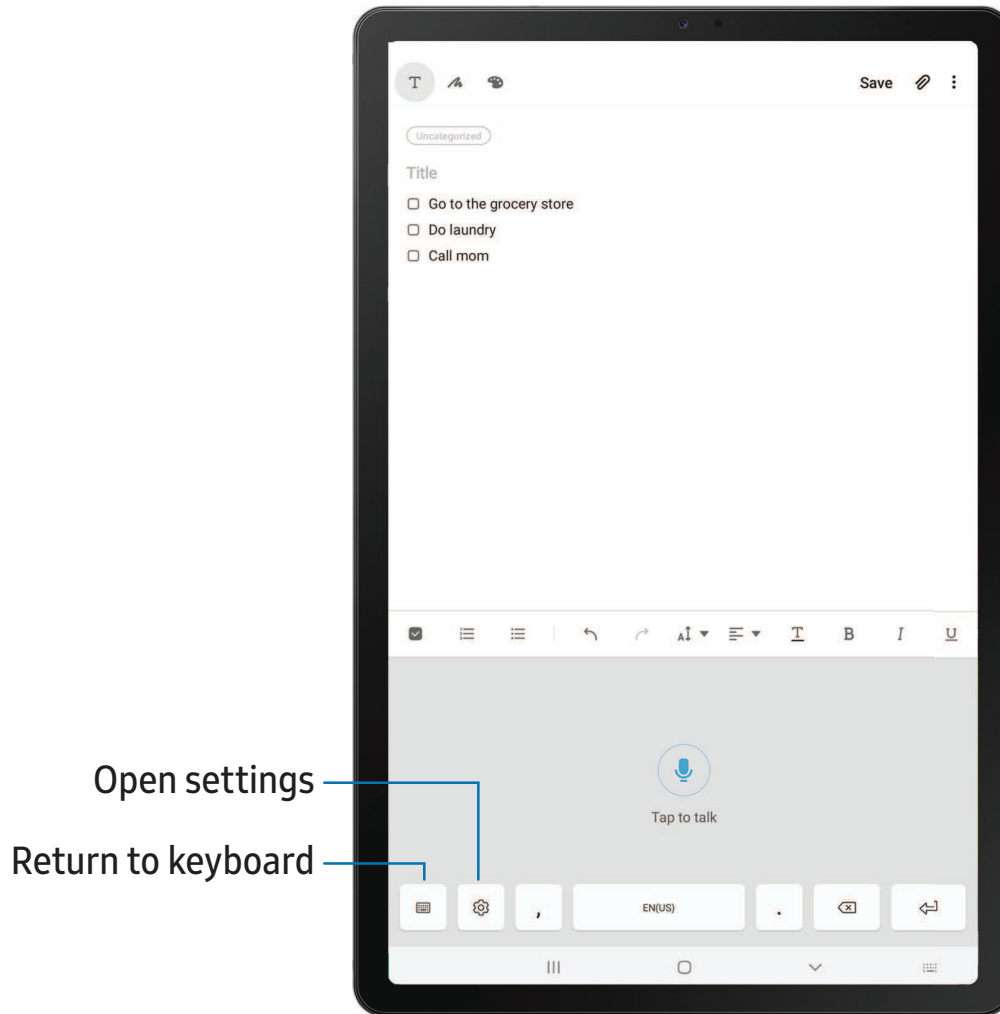 T
Save
Uncategorized
Title
Go to the grocery store
Do laundry
Call mom
A T B I U
Open settings
Tap to talk
Return to keyboard
, EN(US) .